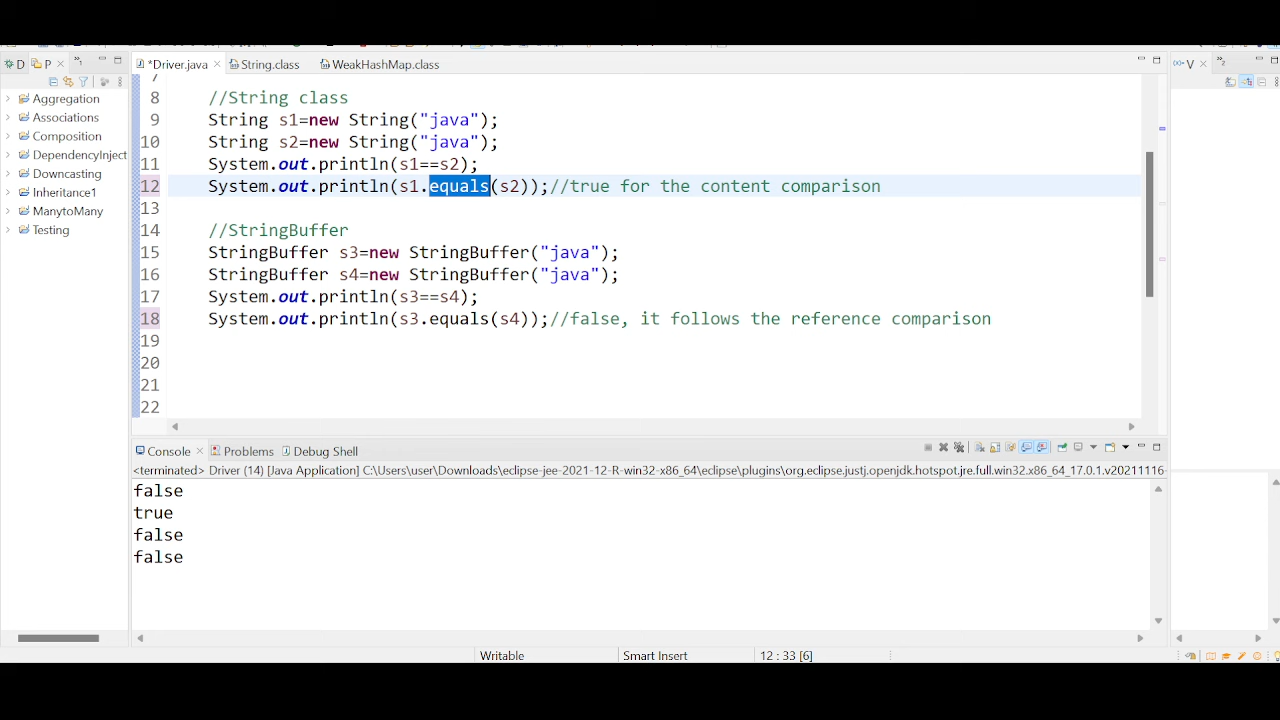 D P
*Driver.java String.class WeakHashMap.class
V
Aggregation
Associations
Composition
DependencyInject
Downcasting
Inheritance1
ManytoMany
Testing
7
8 //String class
9 String s1=new String("java");
10 String s2=new String("java");
11 System.out.println(s1==s2);
12 System.out.println(s1.equals(s2));//true for the content comparison
13
14 //StringBuffer
15 StringBuffer s3=new StringBuffer("java");
16 StringBuffer s4=new StringBuffer("java");
17 System.out.println(s3==s4);
18 System.out.println(s3.equals(s4));//false, it follows the reference comparison
19
20
21
22
Console Problems Debug Shell
<terminated> Driver (14) [Java Application] C:\Users\user\Downloads\eclipse-jee-2021-12-R-win32-x86_64\eclipse\plugins\org.eclipse.justj.openjdk.hotspot.jre.full.win32.x86_64_17.0.1.v20211116-
false
true
false
false
Writable Smart Insert 12 : 33 [6]